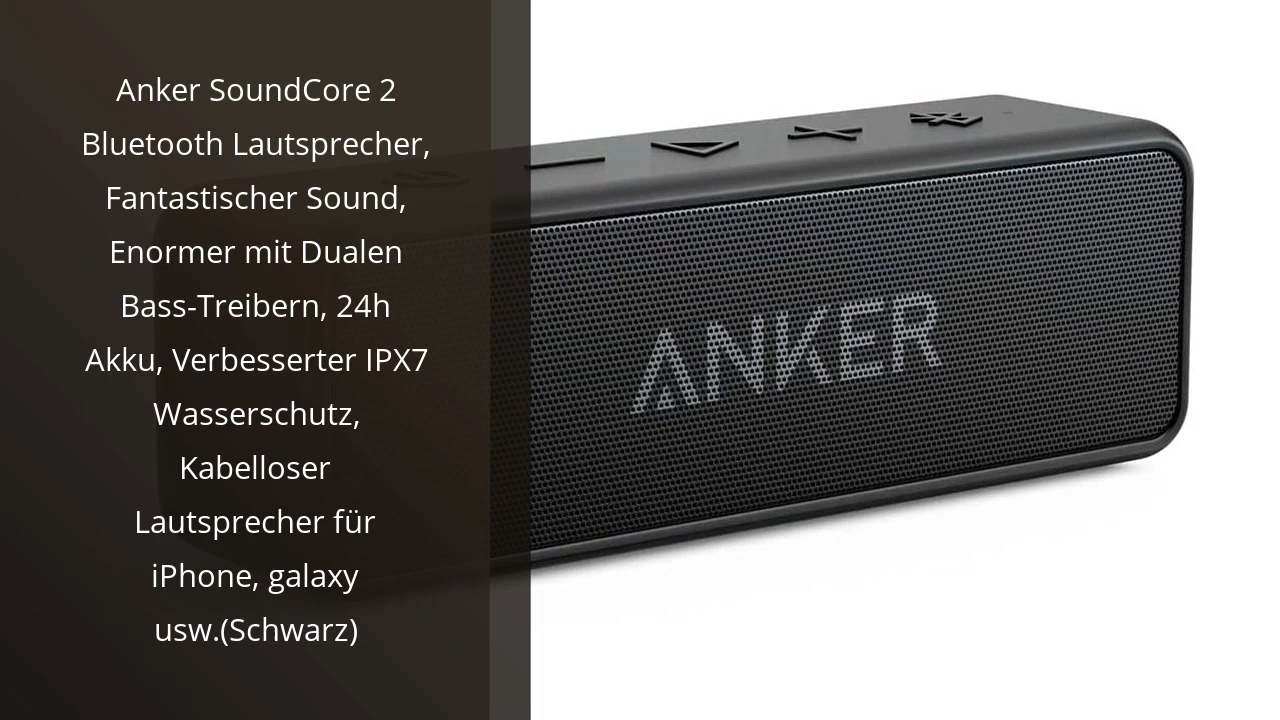 Anker SoundCore 2
Bluetooth Lautsprecher,
Fantastischer Sound,
Enormer mit Dualen
Bass-Treibern, 24h
Akku, Verbesserter IPX7
Wasserschutz,
Kabelloser
Lautsprecher für
iPhone, galaxy
usw.(Schwarz)
ANKER